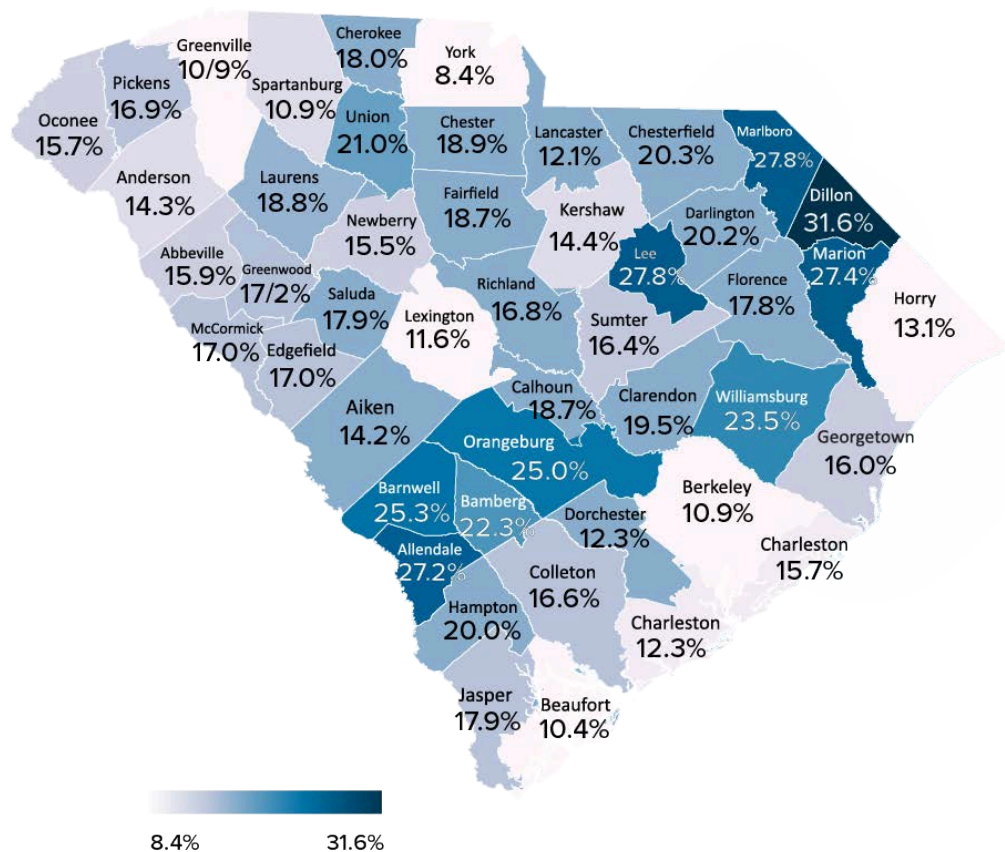 Cherokee
18.0%
York
8.4%
Greenville
10/9%
Spartanburg
10.9%
Pickens
16.9%
Oconee
15.7%
Union
21.0%
Chester
18.9%
Lancaster
12.1%
Chesterfield
20.3%
Marlboro
27.8%
Dillon
31.6%
Anderson
14.3%
Laurens
18.8%
Newberry
15.5%
Fairfield
18.7%
Kershaw
14.4%
Darlington
20.2%
Lee
27.8%
Marion
27.4%
Abbeville
15.9%
Greenwood
17/2%
Saluda
17.9%
Richland
16.8%
Florence
17.8%
Horry
13.1%
McCormick
17.0%
Edgefield
17.0%
Lexington
11.6%
Sumter
16.4%
Aiken
14.2%
Calhoun
18.7%
Clarendon
19.5%
Williamsburg
23.5%
Georgetown
16.0%
Orangeburg
25.0%
Barnwell
25.3%
Bamberg
22.3%
Dorchester
12.3%
Berkeley
10.9%
Charleston
15.7%
Allendale
27.2%
Colleton
16.6%
Hampton
20.0%
Charleston
12.3%
Jasper
17.9%
Beaufort
10.4%
8.4%
31.6%